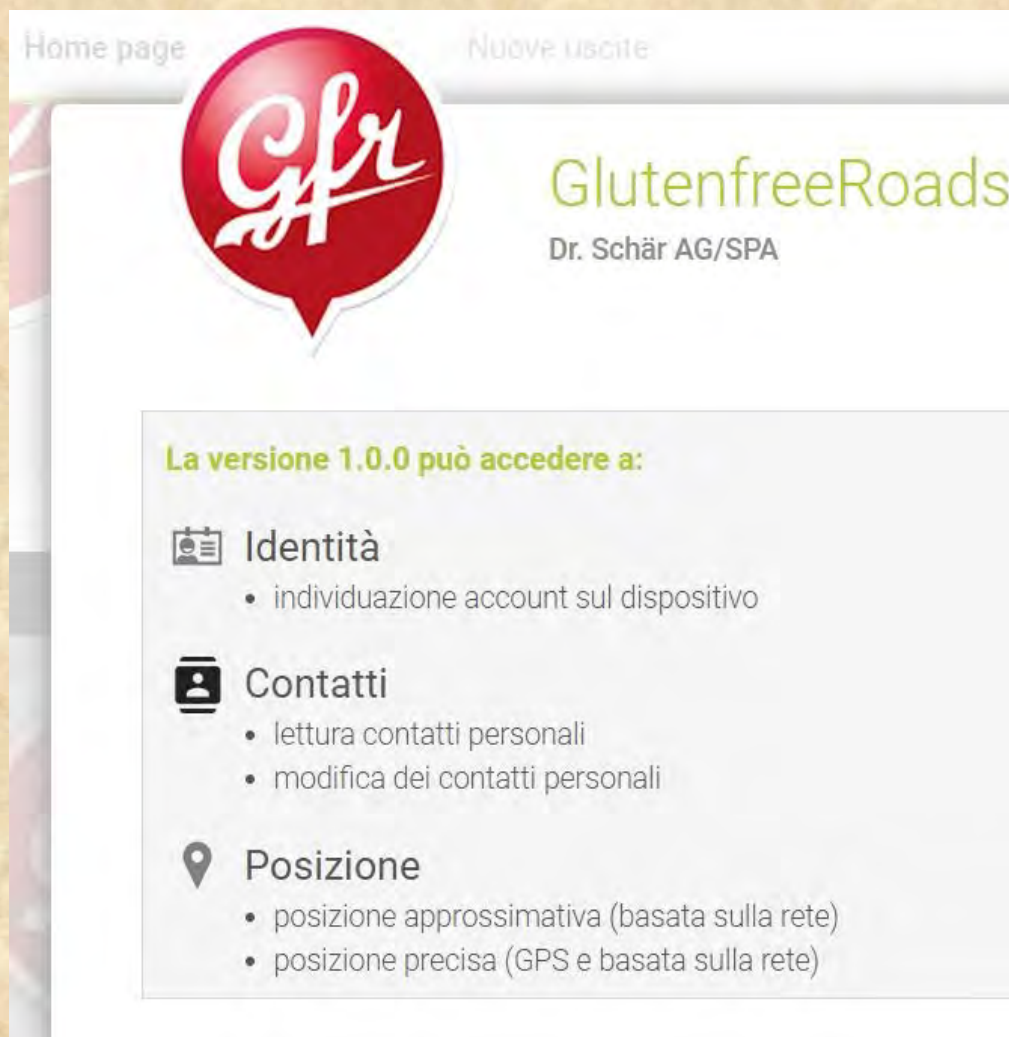 Home page
Nuove uscite
Gfr
GlutenfreeRoads
Dr. Schär AG/SPA
La versione 1.0.0 può accedere a:
Identità
• individuazione account sul dispositivo
Contatti
• lettura contatti personali
• modifica dei contatti personali
Posizione
• posizione approssimativa (basata sulla rete)
• posizione precisa (GPS e basata sulla rete)